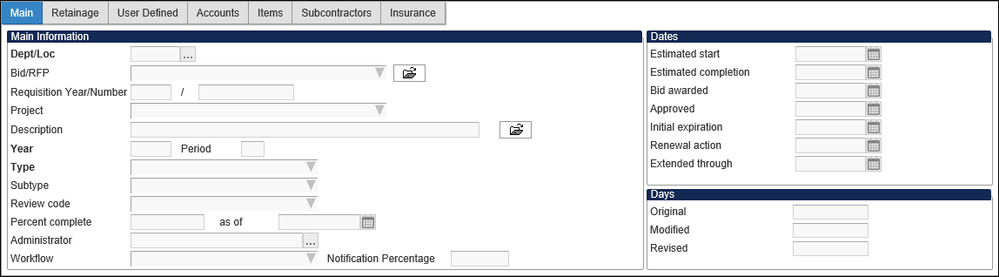 Main Retainage User Defined Accounts Items Subcontractors Insurance
Main Information
Dept/Loc ...
Bid/RFP
Requisition Year/Number /
Project
Description
Year Period
Type
Subtype
Review code
Percent complete as of
Administrator ...
Workflow Notification Percentage
Dates
Estimated start
Estimated completion
Bid awarded
Approved
Initial expiration
Renewal action
Extended through
Days
Original
Modified
Revised